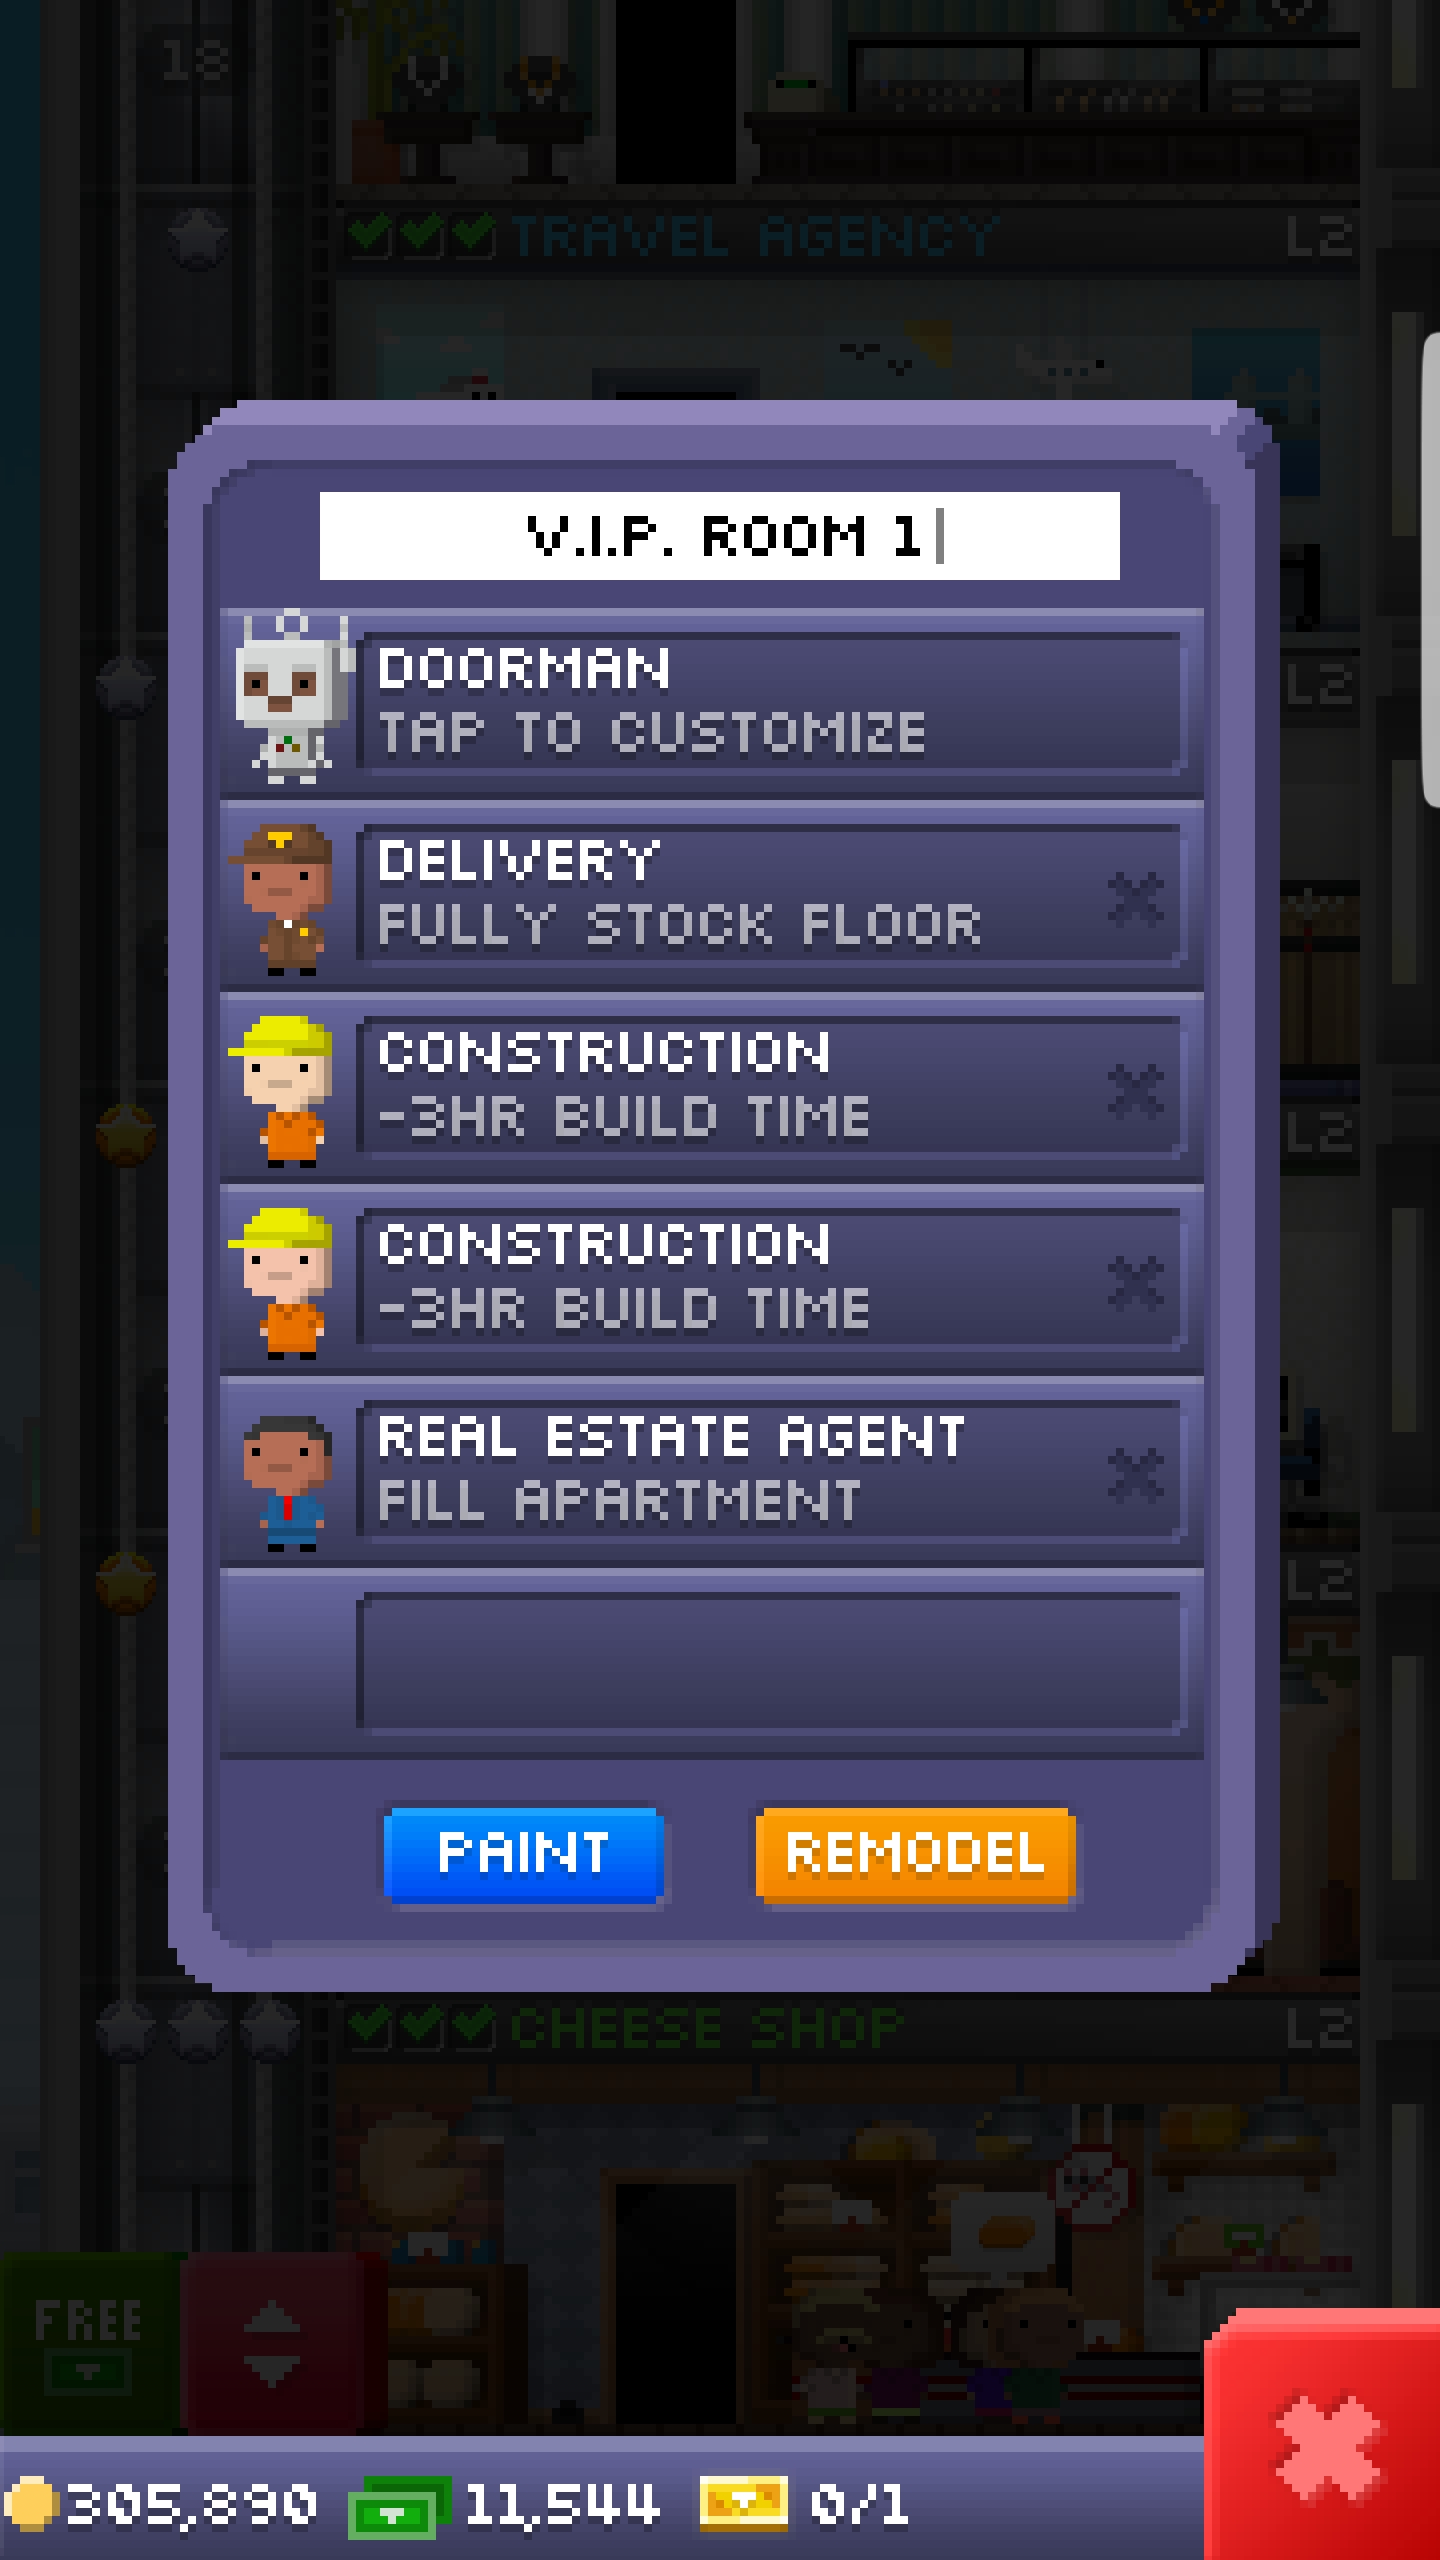 18
TRAVEL AGENCY L2
V.I.P. ROOM 1
DOORMAN
TAP TO CUSTOMIZE
L2
DELIVERY
FULLY STOCK FLOOR
CONSTRUCTION
-3HR BUILD TIME
L2
CONSTRUCTION
-3HR BUILD TIME
REAL ESTATE AGENT
FILL APARTMENT
L2
PAINT REMODEL
CHEESE SHOP L2
FREE
305,890 11,544 0/1